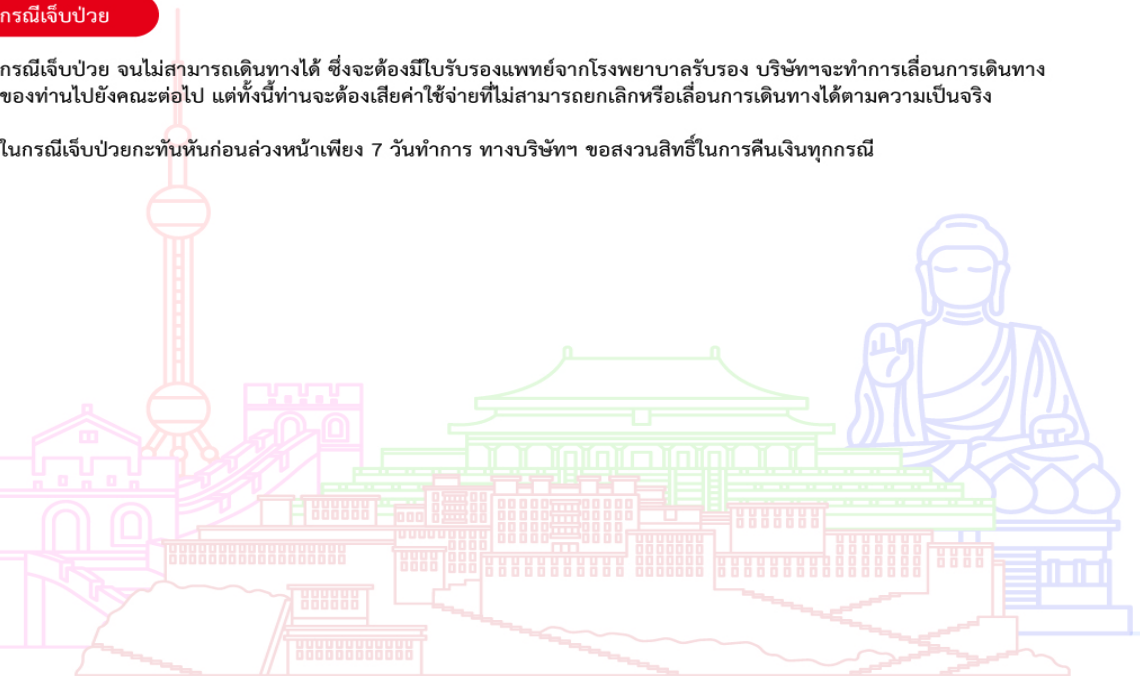 กรณีเจ็บป่วย
กรณีเจ็บป่วย จนไม่สามารถเดินทางได้ ซึ่งจะต้องมีใบรับรองแพทย์จากโรงพยาบาลรับรอง บริษัทฯจะทำการเลื่อนการเดินทาง
ของท่านไปยังคณะต่อไป แต่ทั้งนี้ท่านจะต้องเสียค่าใช้จ่ายที่ไม่สามารถยกเลิกหรือเลื่อนการเดินทางได้ตามความเป็นจริง
ในกรณีเจ็บป่วยกะทันหันก่อนล่วงหน้าเพียง 7 วันทำการ ทางบริษัทฯ ขอสงวนสิทธิ์ในการคืนเงินทุกกรณี